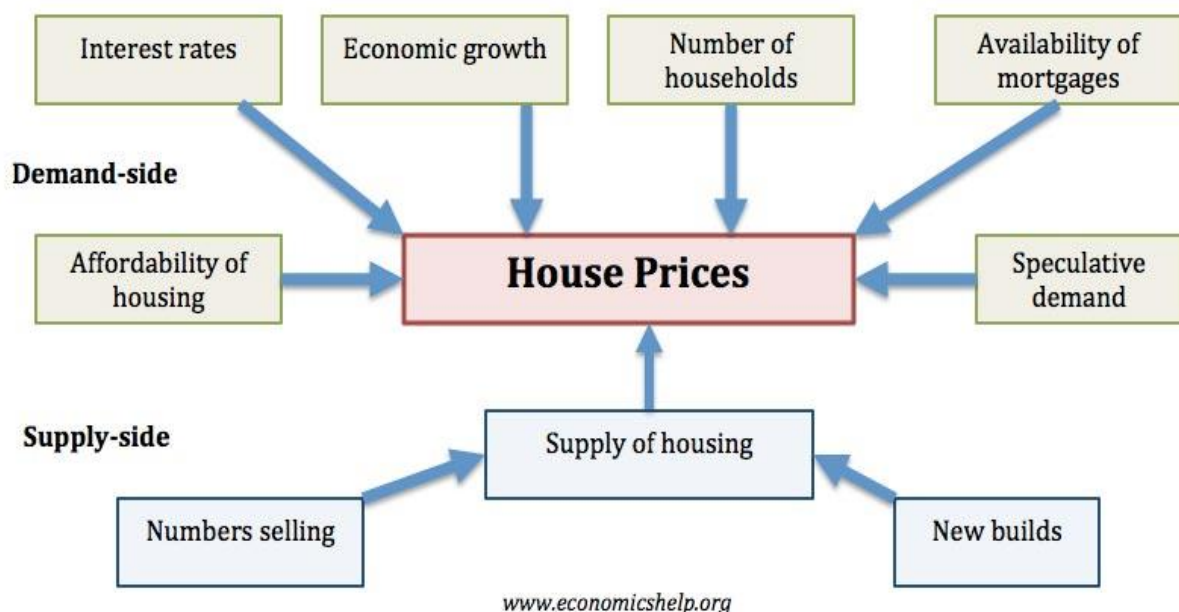 Interest rates
Economic growth
Number of
households
Availability of
mortgages
Demand-side
Affordability of
housing
House Prices
Speculative
demand
Supply-side
Supply of housing
Numbers selling
New builds
www.economicshelp.org